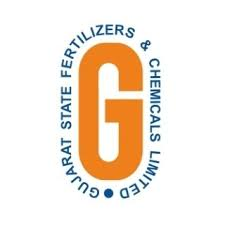 GUJARAT STATE FERTILIZERS & CHEMICALS LIMITED
G